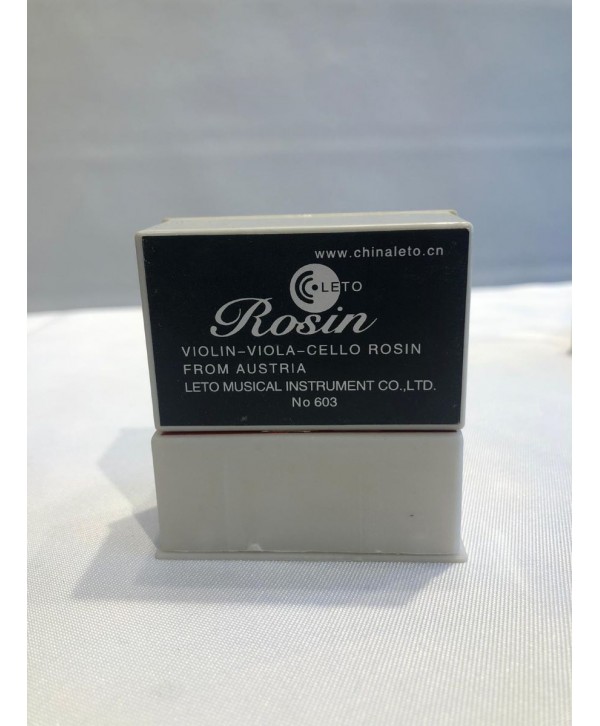 www.chinaleto.cn
LETO
Rosin
VIOLIN-VIOLA-CELLO ROSIN
FROM AUSTRIA
LETO MUSICAL INSTRUMENT CO.,LTD.
No 603